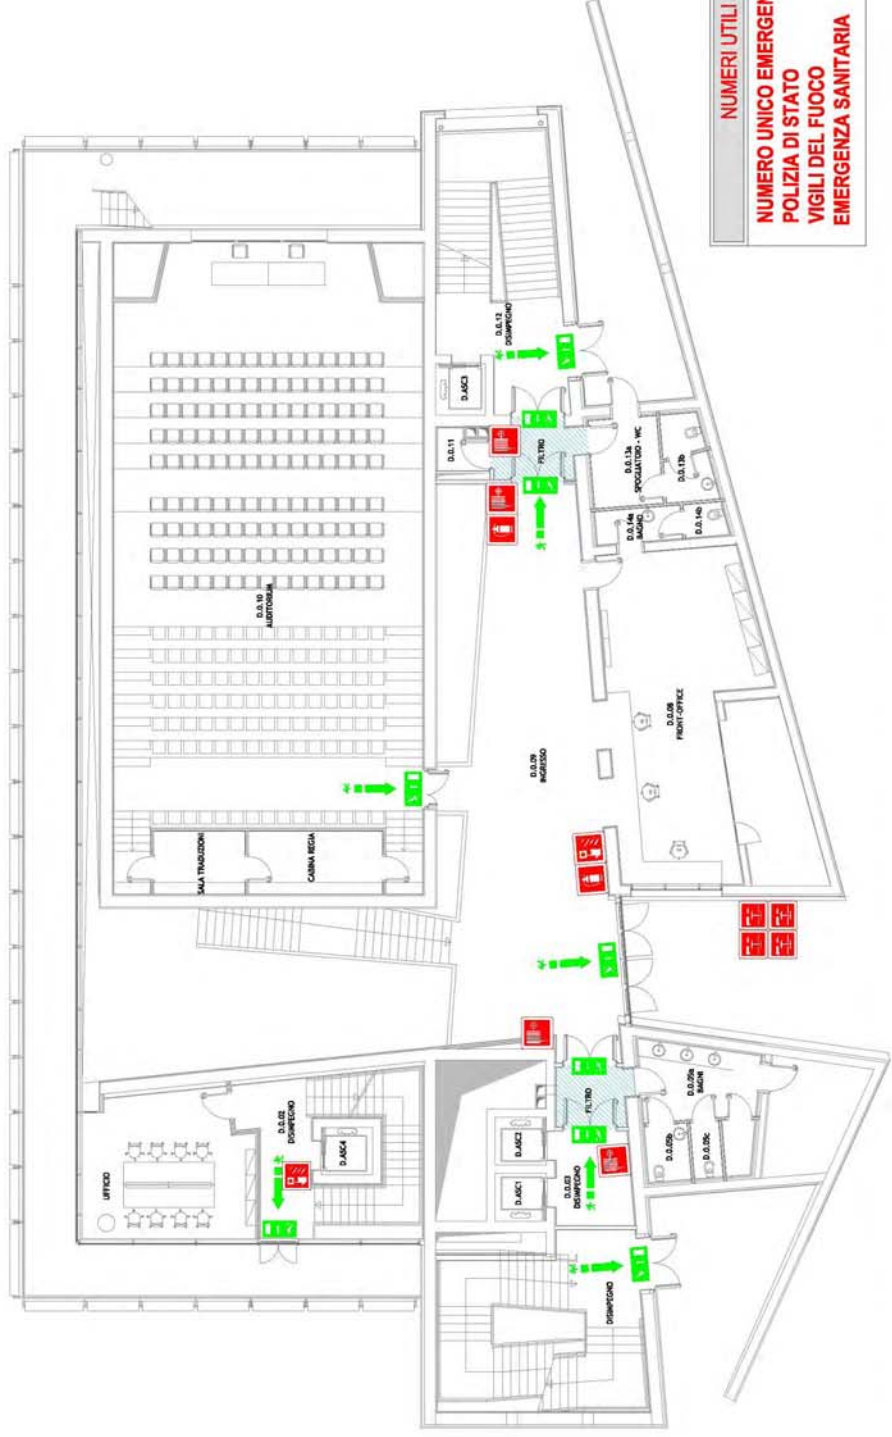 NUMERI UTILI
NUMERO UNICO EMERGEN
POLIZIA DI STATO
VIGILI DEL FUOCO
EMERGENZA SANITARIA
D.0.12
DISIMPEGNO
D.ASC3
D.0.11
FILTRO
D.0.13a
SPOGLIATOIO - WC
D.0.13b
D.0.14a
BAGNO
D.0.14b
D.0.10
AUDITORIUM
D.0.08
FRONT-OFFICE
D.0.09
INGRESSO
SALA TRADUZIONI
CABINA REGIA
D.0.02
DISIMPEGNO
D.ASC4
UFFICIO
D.ASC2
D.ASC1
FILTRO
D.0.03
DISIMPEGNO
D.0.05a
BAGNI
D.0.05b
D.0.05c
DISIMPEGNO